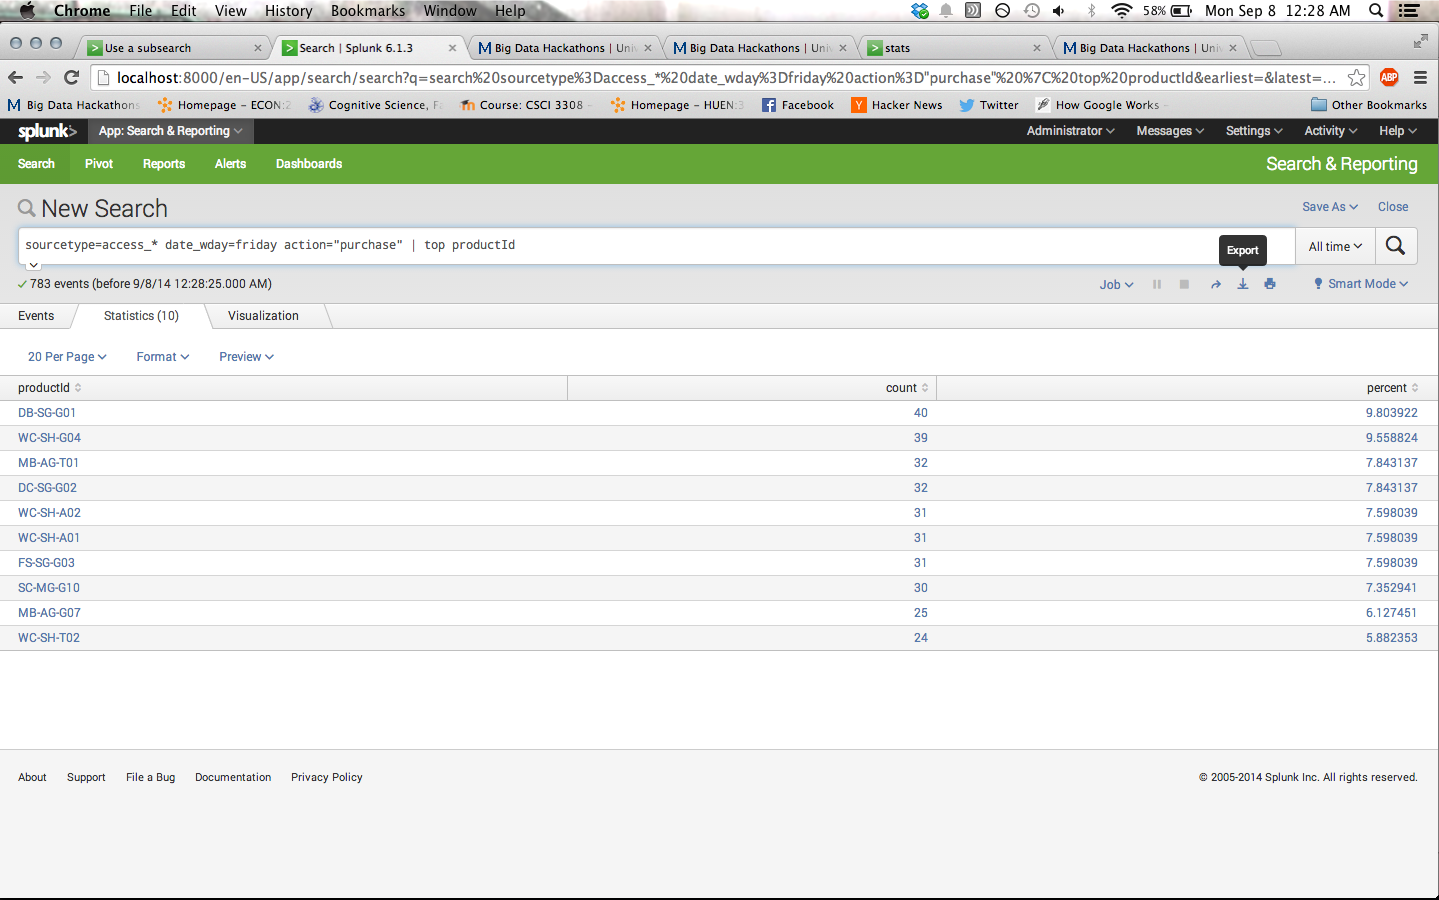 Chrome File Edit View History Bookmarks Window Help 58% Mon Sep 8 12:28 AM
Use a subsearch Search | Splunk 6.1.3 Big Data Hackathons | Uni Big Data Hackathons | Uni stats Big Data Hackathons | Uni
localhost:8000/en-US/app/search/search?q=search%20sourcetype%3Daccess_*%20date_wday%3Dfriday%20action%3D"purchase"%20%7C%20top%20productId&earliest=&latest=... ABP
Big Data Hackathons Homepage – ECON:2 Cognitive Science, Fa Course: CSCI 3308 – Homepage – HUEN:3 Facebook Hacker News Twitter How Google Works – Other Bookmarks
splunk> App: Search & Reporting Administrator Messages Settings Activity Help
Search Pivot Reports Alerts Dashboards Search & Reporting
New Search Save As Close
sourcetype=access_* date_wday=friday action="purchase" | top productId All time
Export
783 events (before 9/8/14 12:28:25.000 AM) Job Smart Mode
Events Statistics (10) Visualization
20 Per Page Format Preview
productId count percent
DB-SG-G01 40 9.803922
WC-SH-G04 39 9.558824
MB-AG-T01 32 7.843137
DC-SG-G02 32 7.843137
WC-SH-A02 31 7.598039
WC-SH-A01 31 7.598039
FS-SG-G03 31 7.598039
SC-MG-G10 30 7.352941
MB-AG-G07 25 6.127451
WC-SH-T02 24 5.882353
About Support File a Bug Documentation Privacy Policy © 2005-2014 Splunk Inc. All rights reserved.